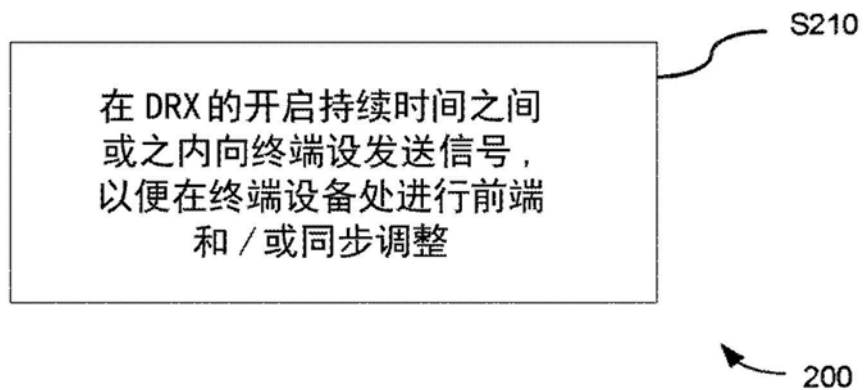 S210
在 DRX 的开启持续时间之间
或之内向终端设发送信号，
以便在终端设备处进行前端
和 / 或同步调整
200